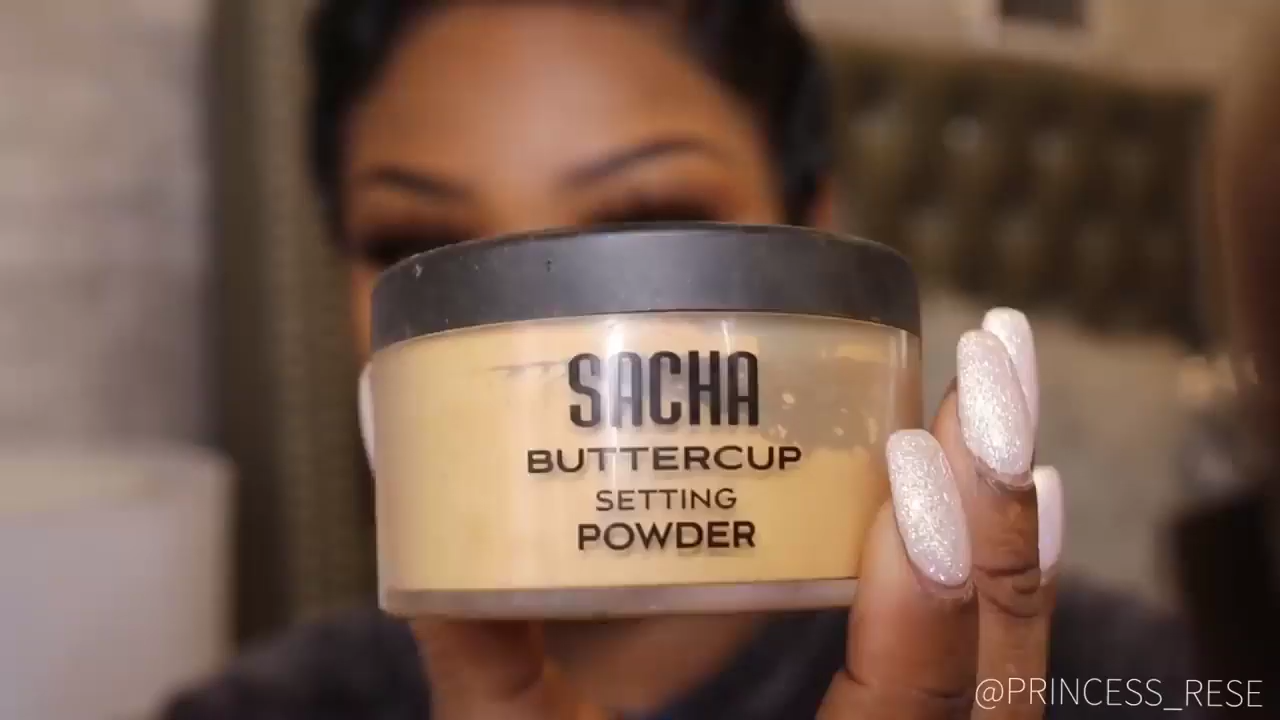 SACHA
BUTTERCUP
SETTING
POWDER
@PRINCESS_RESE